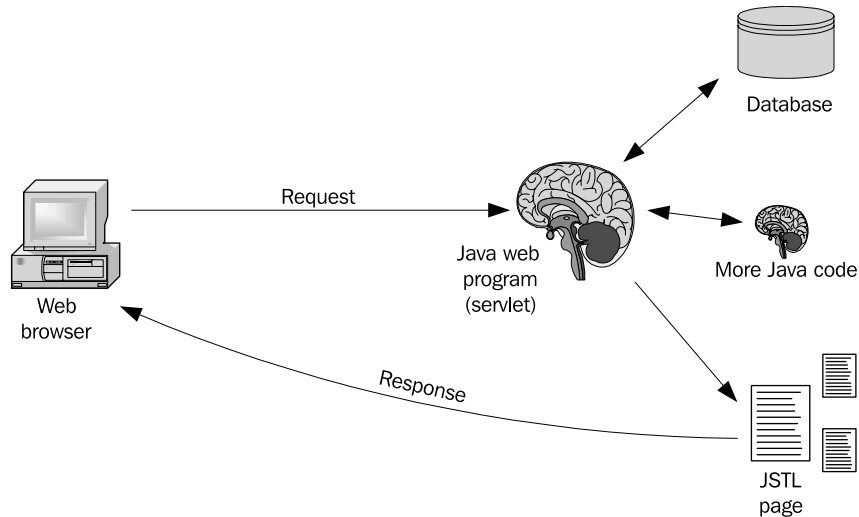 Database
Request
Java web
program
(servlet)
More Java code
Web
browser
Response
JSTL
page